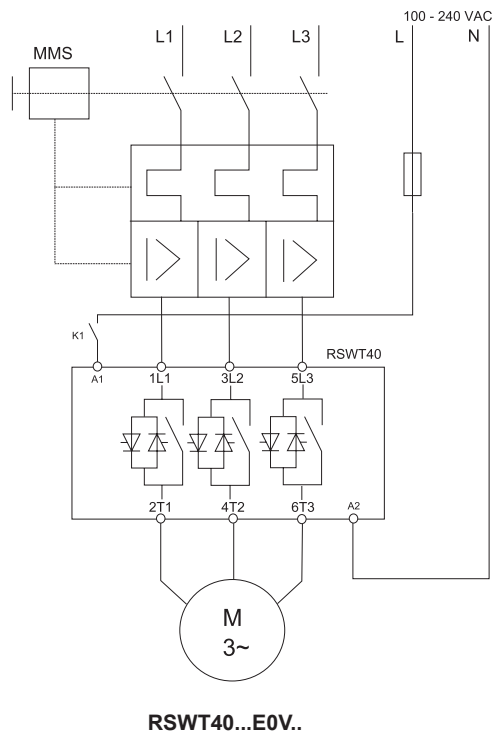 100 - 240 VAC
L1 L2 L3 L N
MMS
K1
RSWT40
A1 1L1 3L2 5L3
2T1 4T2 6T3 A2
M
3~
RSWT40...E0V..